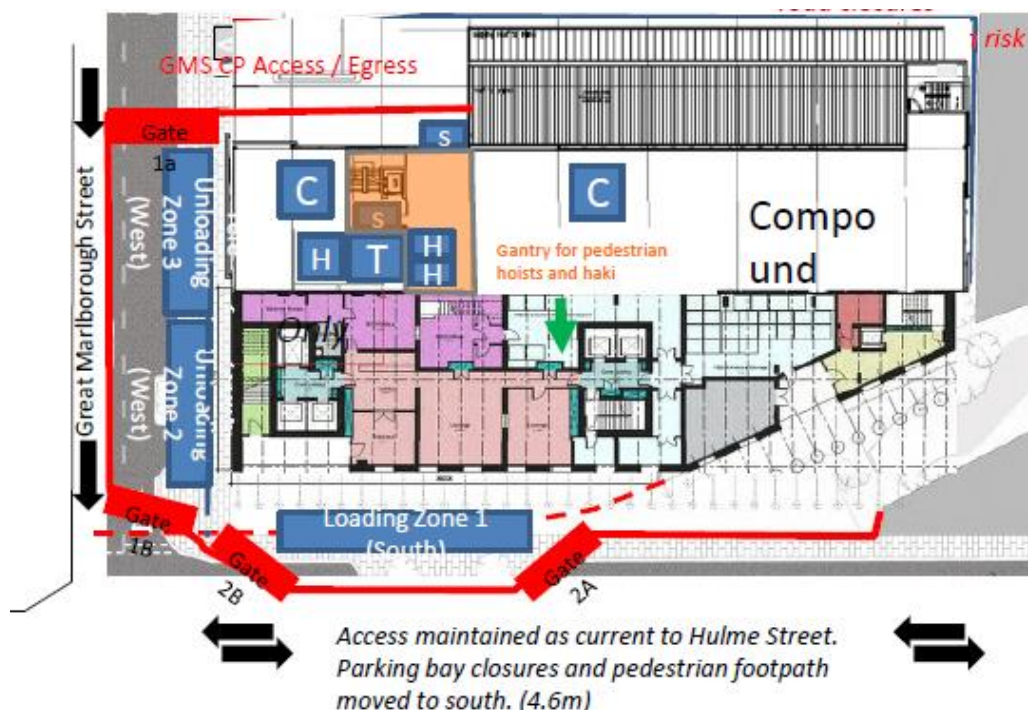 risk
GMS CP Access / Egress
Gate
1a
S
C
C
S
H
T
H
H
Compo
und
Gantry for pedestrian
hoists and haki
Great Marlborough Street
Unloading
Zone 3
(West)
Only
Unloading
Zone 2
(West)
Gate
1B
Gate
2B
Loading Zone 1
(South)
Gate
2A
Access maintained as current to Hulme Street.
Parking bay closures and pedestrian footpath
moved to south. (4.6m)